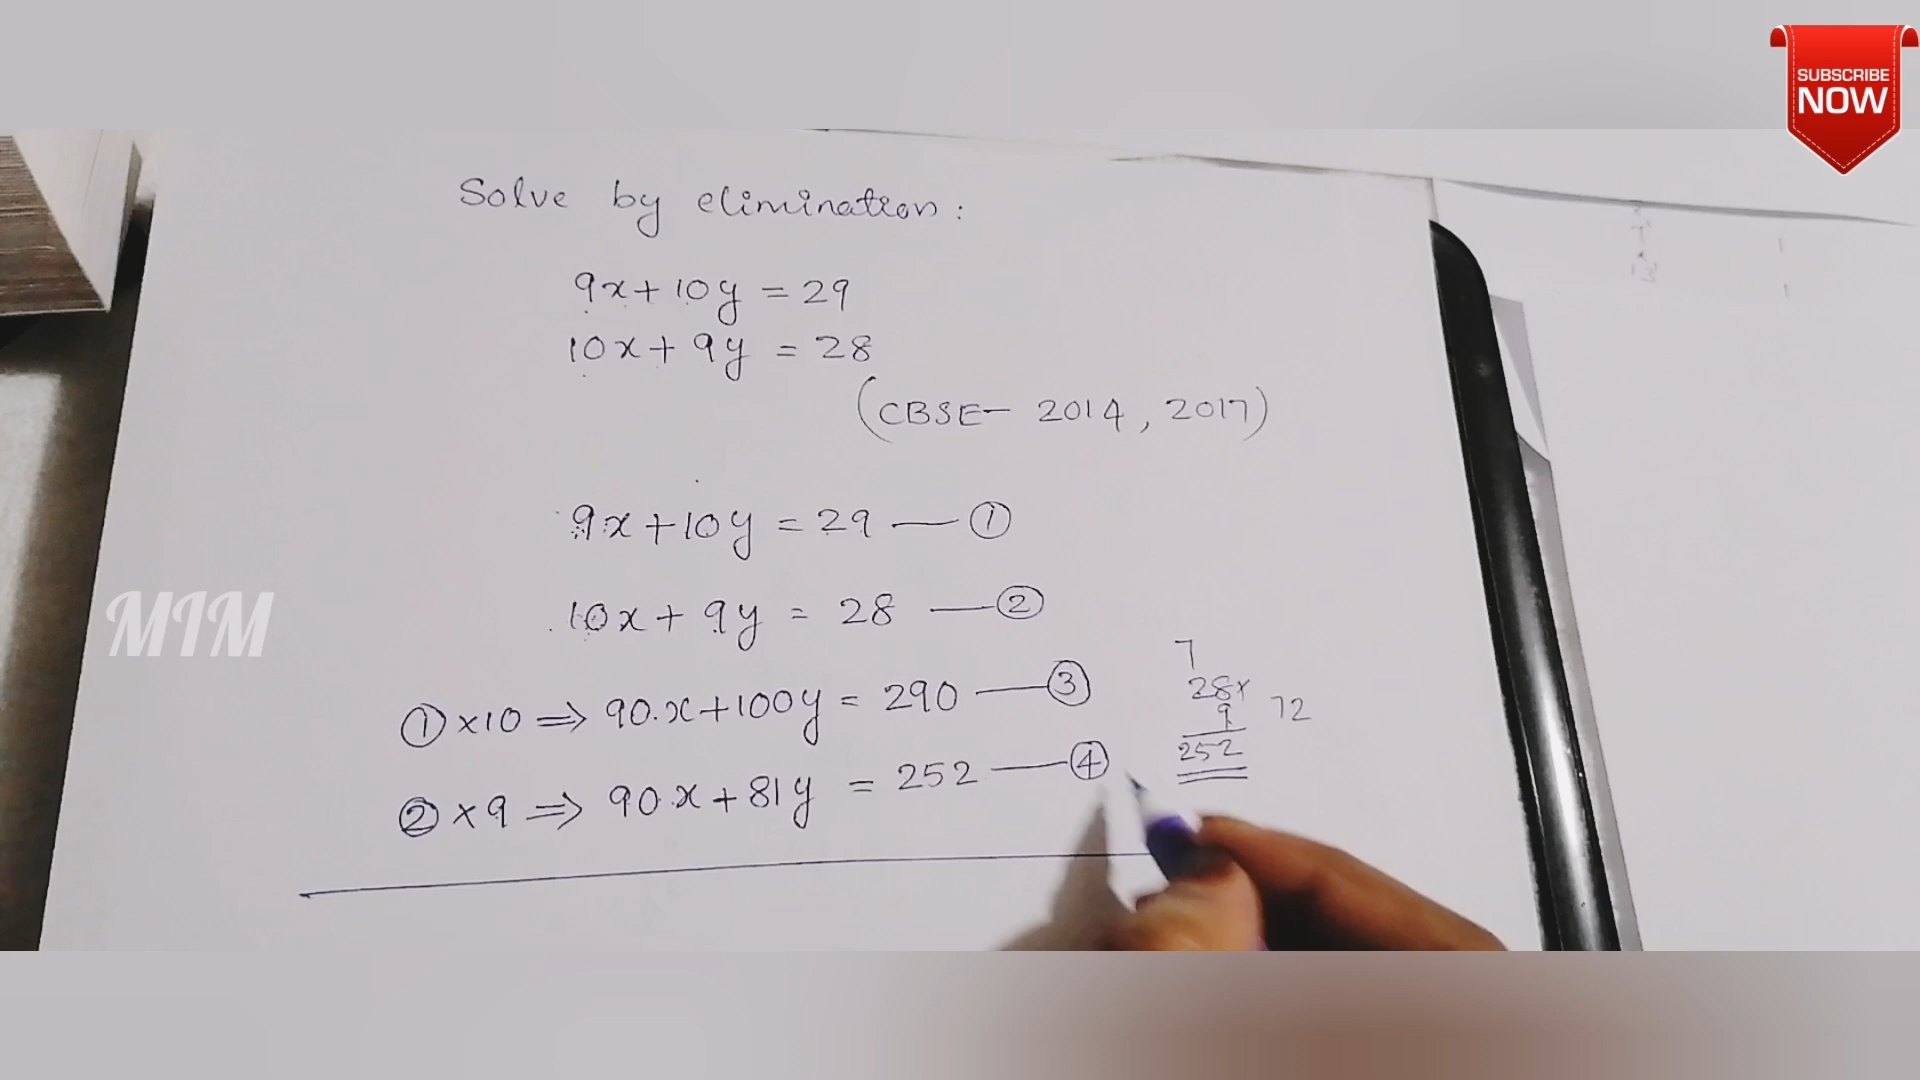 SUBSCRIBE
NOW
Solve by elimination:
9x+10y = 29
10x+ 9y = 28
(CBSE- 2014, 2017)
9x+10y = 29 — ①
10x+ 9y = 28 — ②
①×10 ⇒ 90x+100y = 290 — ③
②×9 ⇒ 90x+81y = 252 — ④
7
28×
9
72
252
MIM